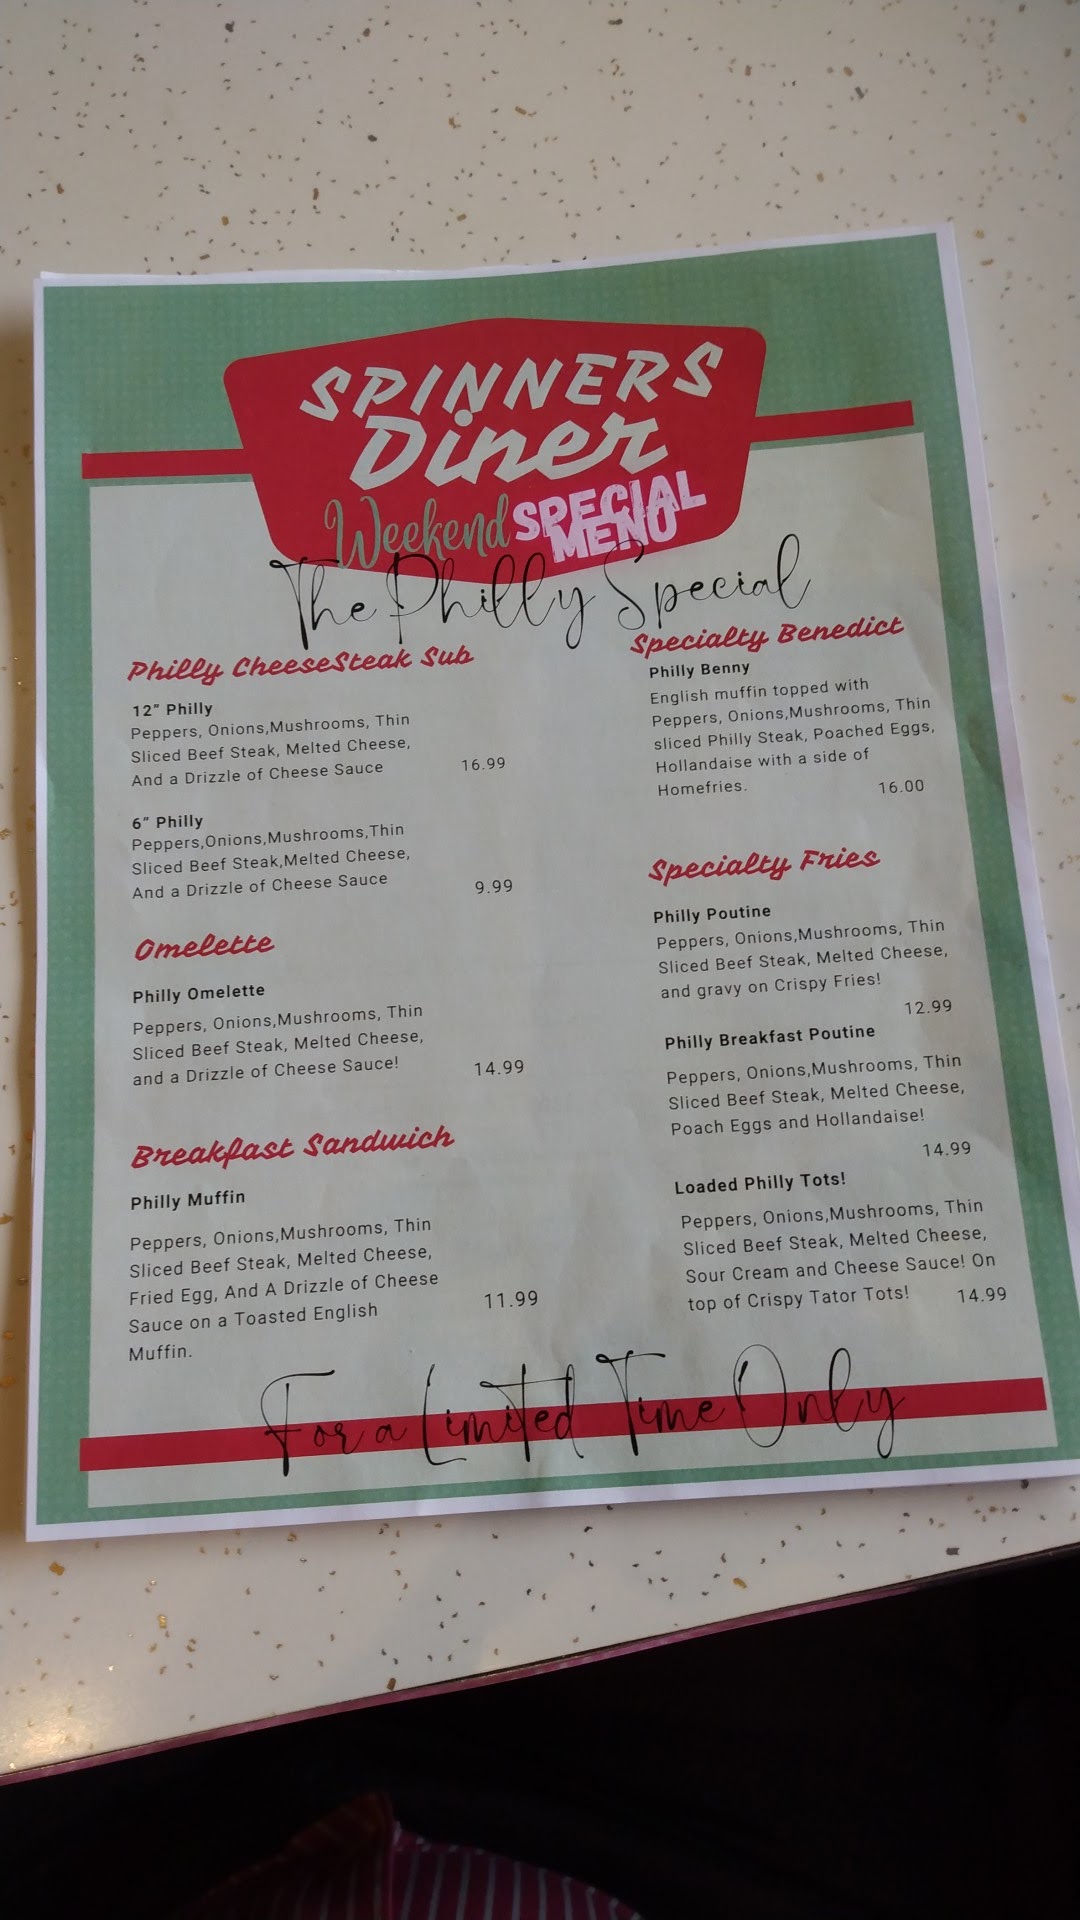 SPINNERS
Diner
Weekend SPECIAL
MENU
The Philly Special
Philly CheeseSteak Sub
12" Philly
Peppers, Onions,Mushrooms, Thin
Sliced Beef Steak, Melted Cheese,
And a Drizzle of Cheese Sauce 16.99
6" Philly
Peppers,Onions,Mushrooms,Thin
Sliced Beef Steak,Melted Cheese,
And a Drizzle of Cheese Sauce 9.99
Omelette
Philly Omelette
Peppers, Onions,Mushrooms, Thin
Sliced Beef Steak, Melted Cheese,
and a Drizzle of Cheese Sauce! 14.99
Breakfast Sandwich
Philly Muffin
Peppers, Onions,Mushrooms, Thin
Sliced Beef Steak, Melted Cheese,
Fried Egg, And A Drizzle of Cheese
Sauce on a Toasted English 11.99
Muffin.
Specialty Benedict
Philly Benny
English muffin topped with
Peppers, Onions,Mushrooms, Thin
sliced Philly Steak, Poached Eggs,
Hollandaise with a side of
Homefries. 16.00
Specialty Fries
Philly Poutine
Peppers, Onions,Mushrooms, Thin
Sliced Beef Steak, Melted Cheese,
and gravy on Crispy Fries!
12.99
Philly Breakfast Poutine
Peppers, Onions,Mushrooms, Thin
Sliced Beef Steak, Melted Cheese,
Poach Eggs and Hollandaise!
14.99
Loaded Philly Tots!
Peppers, Onions,Mushrooms, Thin
Sliced Beef Steak, Melted Cheese,
Sour Cream and Cheese Sauce! On
top of Crispy Tator Tots! 14.99
For a Limited Time Only